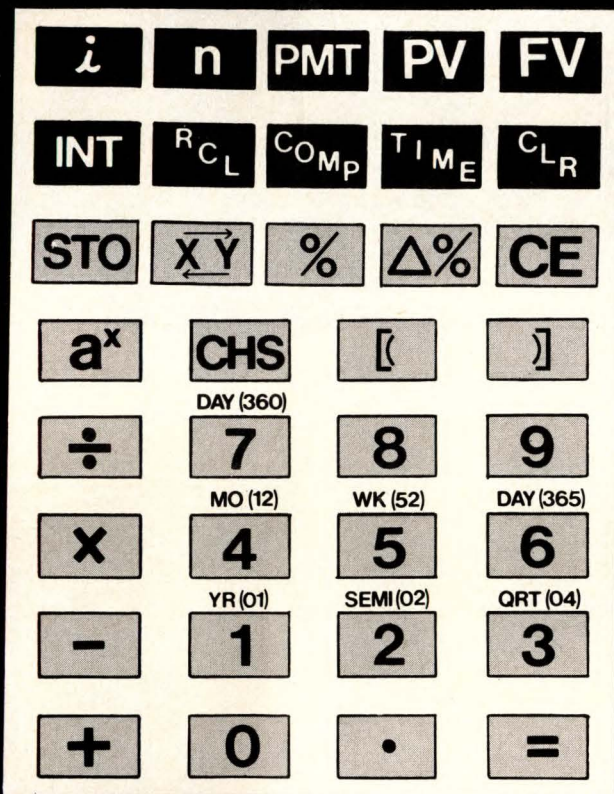 i n PMT PV FV
INT RCL COMP TIME CLR
STO X Y % Δ% CE
aˣ CHS [( )]
DAY (360)
÷ 7 8 9
MO (12) WK (52) DAY (365)
× 4 5 6
YR (01) SEMI (02) QRT (04)
- 1 2 3
+ 0 . =